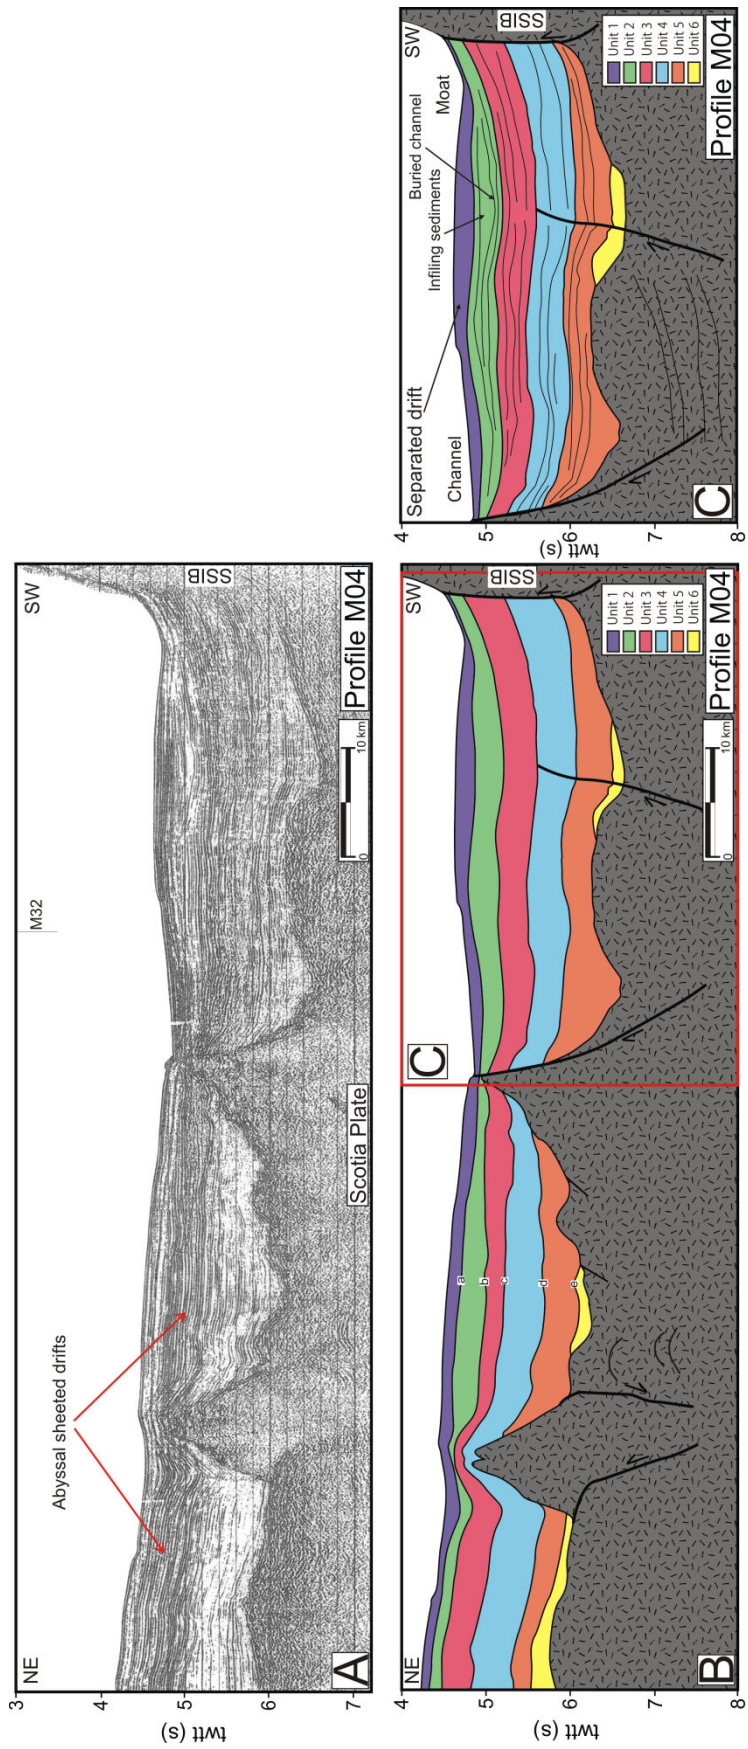 NE
SW
Abyssal sheeted drifts
M32
3
4
5
6
7
twtt (s)
A
Scotia Plate
SSIB
0
10 km
Profile M04
NE
SW
4
5
6
7
8
twtt (s)
B
a
b
c
d
e
C
SSIB
Unit 1
Unit 2
Unit 3
Unit 4
Unit 5
Unit 6
0
10 km
Profile M04
SW
4
5
6
7
8
twtt (s)
C
Channel
Separated drift
Infiling sediments
Buried channel
Moat
SSIB
Unit 1
Unit 2
Unit 3
Unit 4
Unit 5
Unit 6
Profile M04